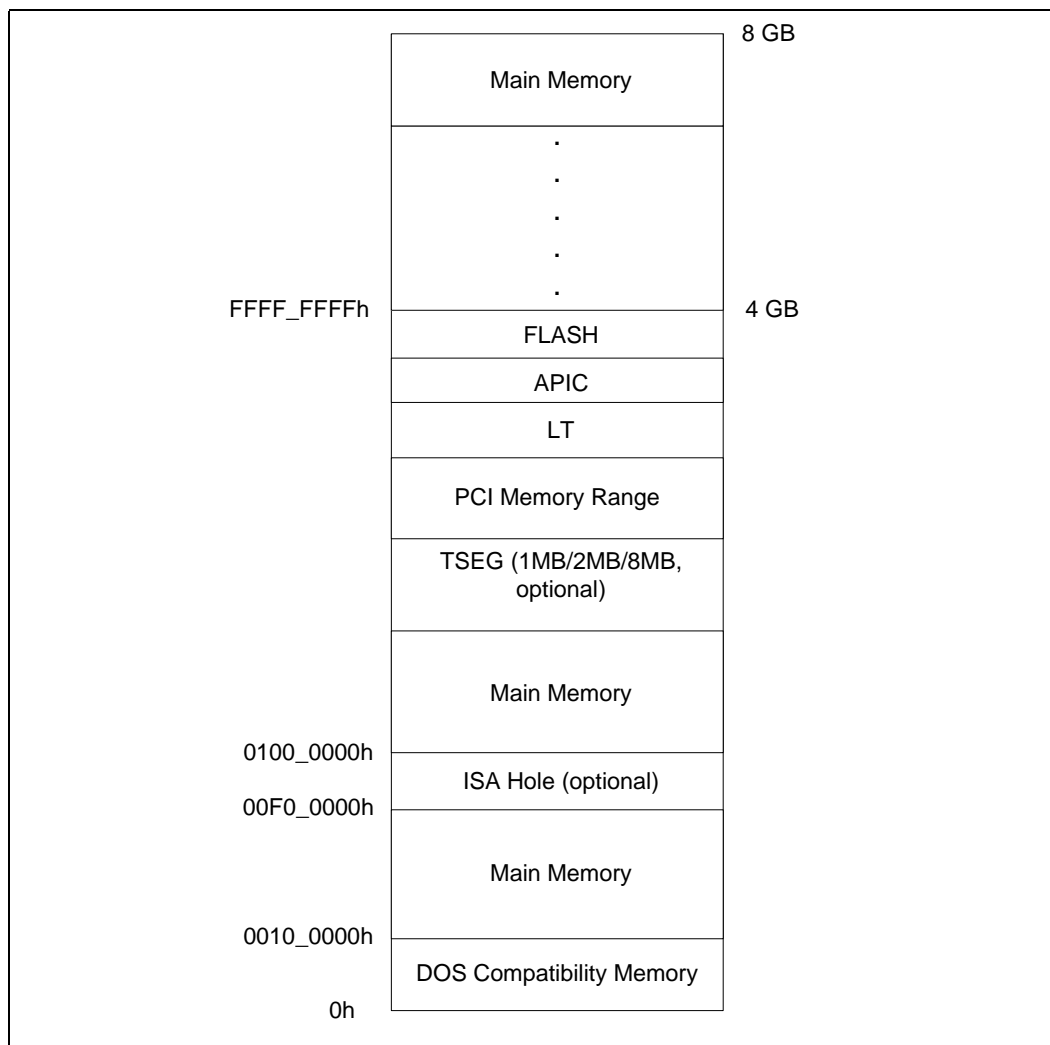 8 GB
Main Memory
.
.
.
.
.
FFFF_FFFFh
4 GB
FLASH
APIC
LT
PCI Memory Range
TSEG (1MB/2MB/8MB,
optional)
Main Memory
0100_0000h
ISA Hole (optional)
00F0_0000h
Main Memory
0010_0000h
DOS Compatibility Memory
0h